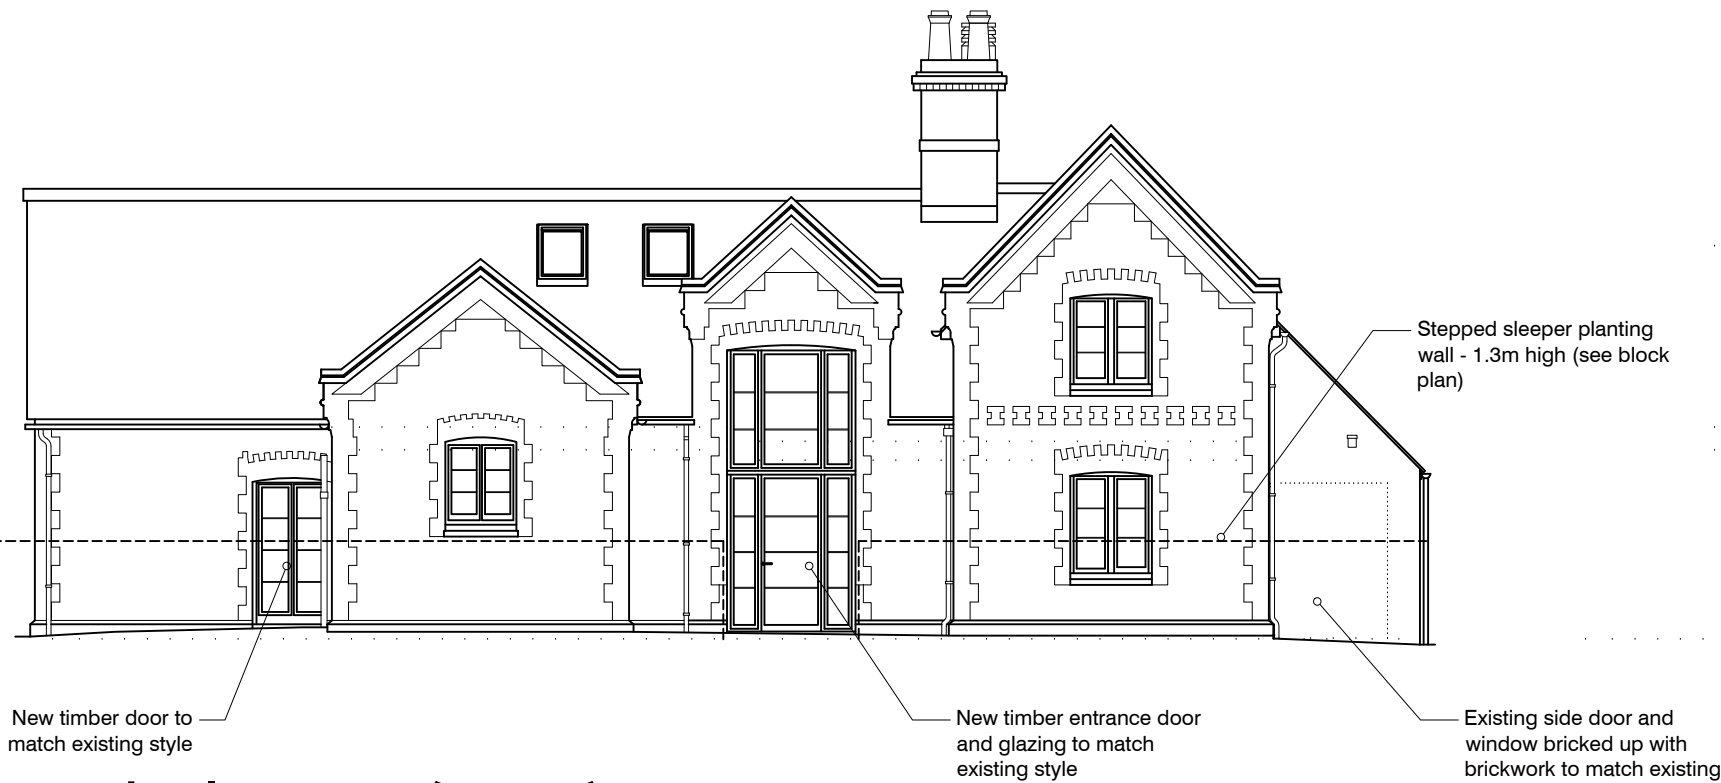 Stepped sleeper planting
wall - 1.3m high (see block
plan)
New timber door to
match existing style
New timber entrance door
and glazing to match
existing style
Existing side door and
window bricked up with
brickwork to match existing